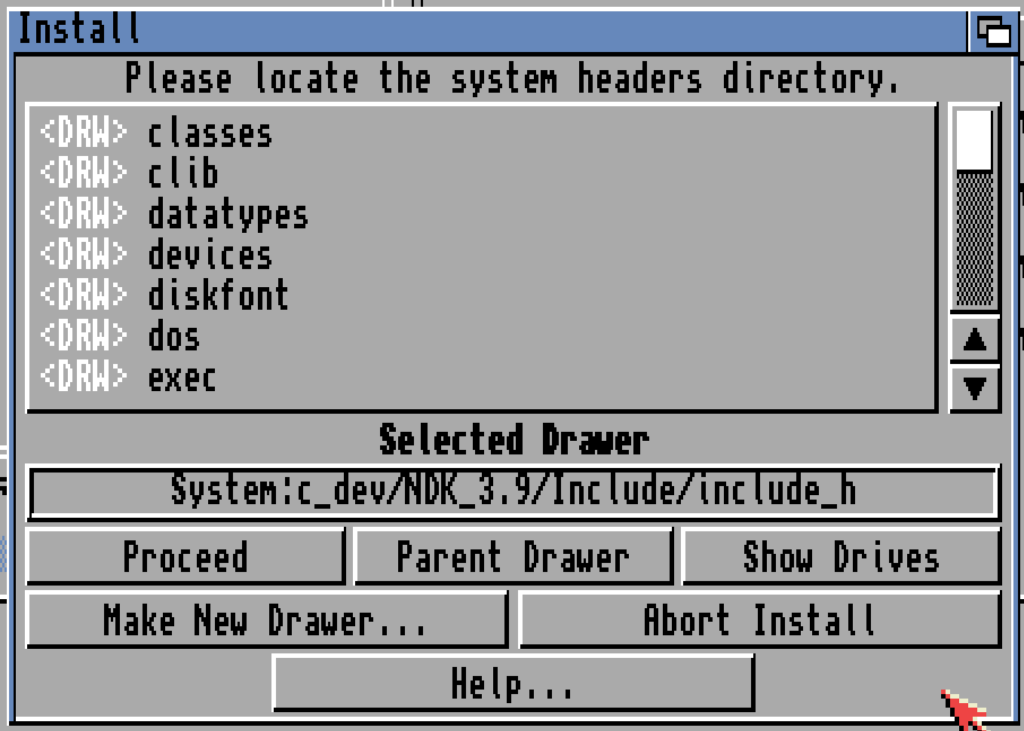 Install
Please locate the system headers directory.
<DRW> classes
<DRW> clib
<DRW> datatypes
<DRW> devices
<DRW> diskfont
<DRW> dos
<DRW> exec
Selected Drawer
System:c_dev/NDK_3.9/Include/include_h
Proceed Parent Drawer Show Drives
Make New Drawer... Abort Install
Help...